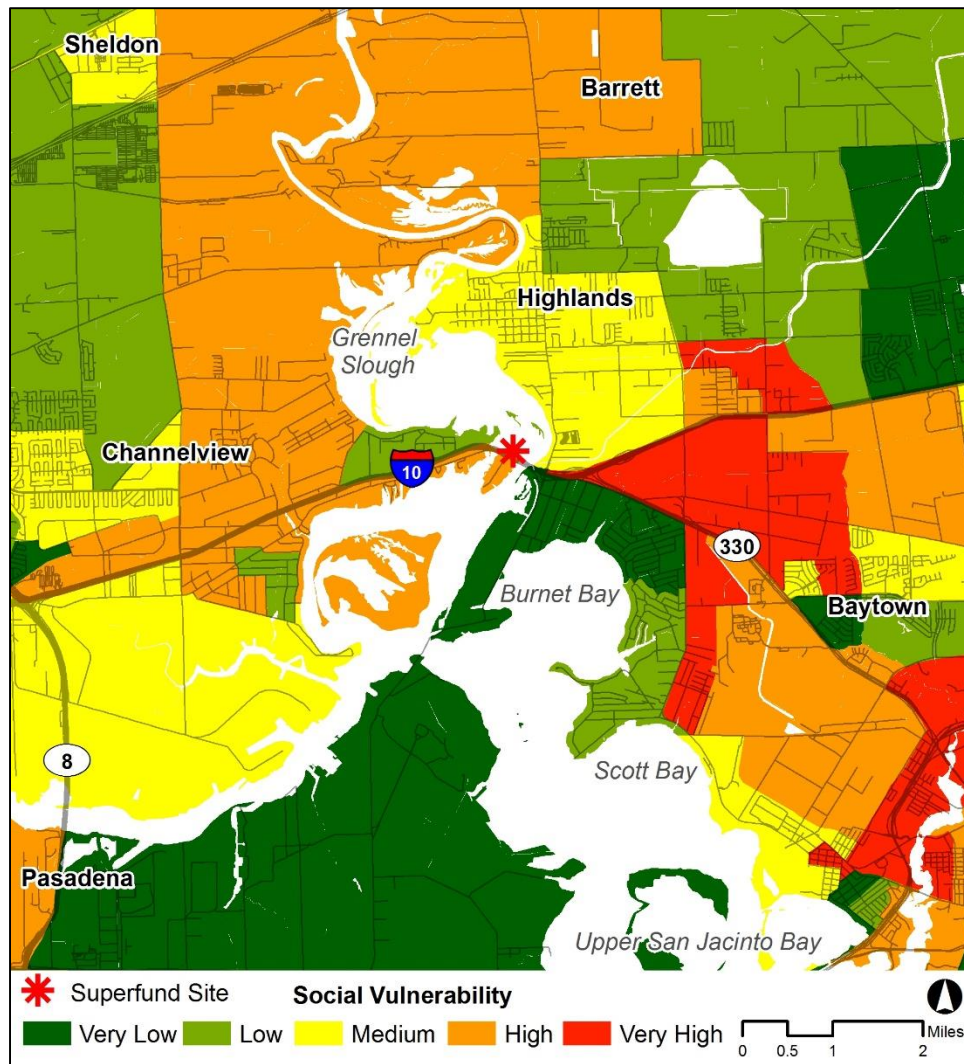 Sheldon
Barrett
Highlands
Grennel
Slough
Channelview
10
330
Burnet Bay
Baytown
8
Scott Bay
Pasadena
Upper San Jacinto Bay
Superfund Site
Social Vulnerability
Very Low
Low
Medium
High
Very High
Miles
0 0.5 1 2